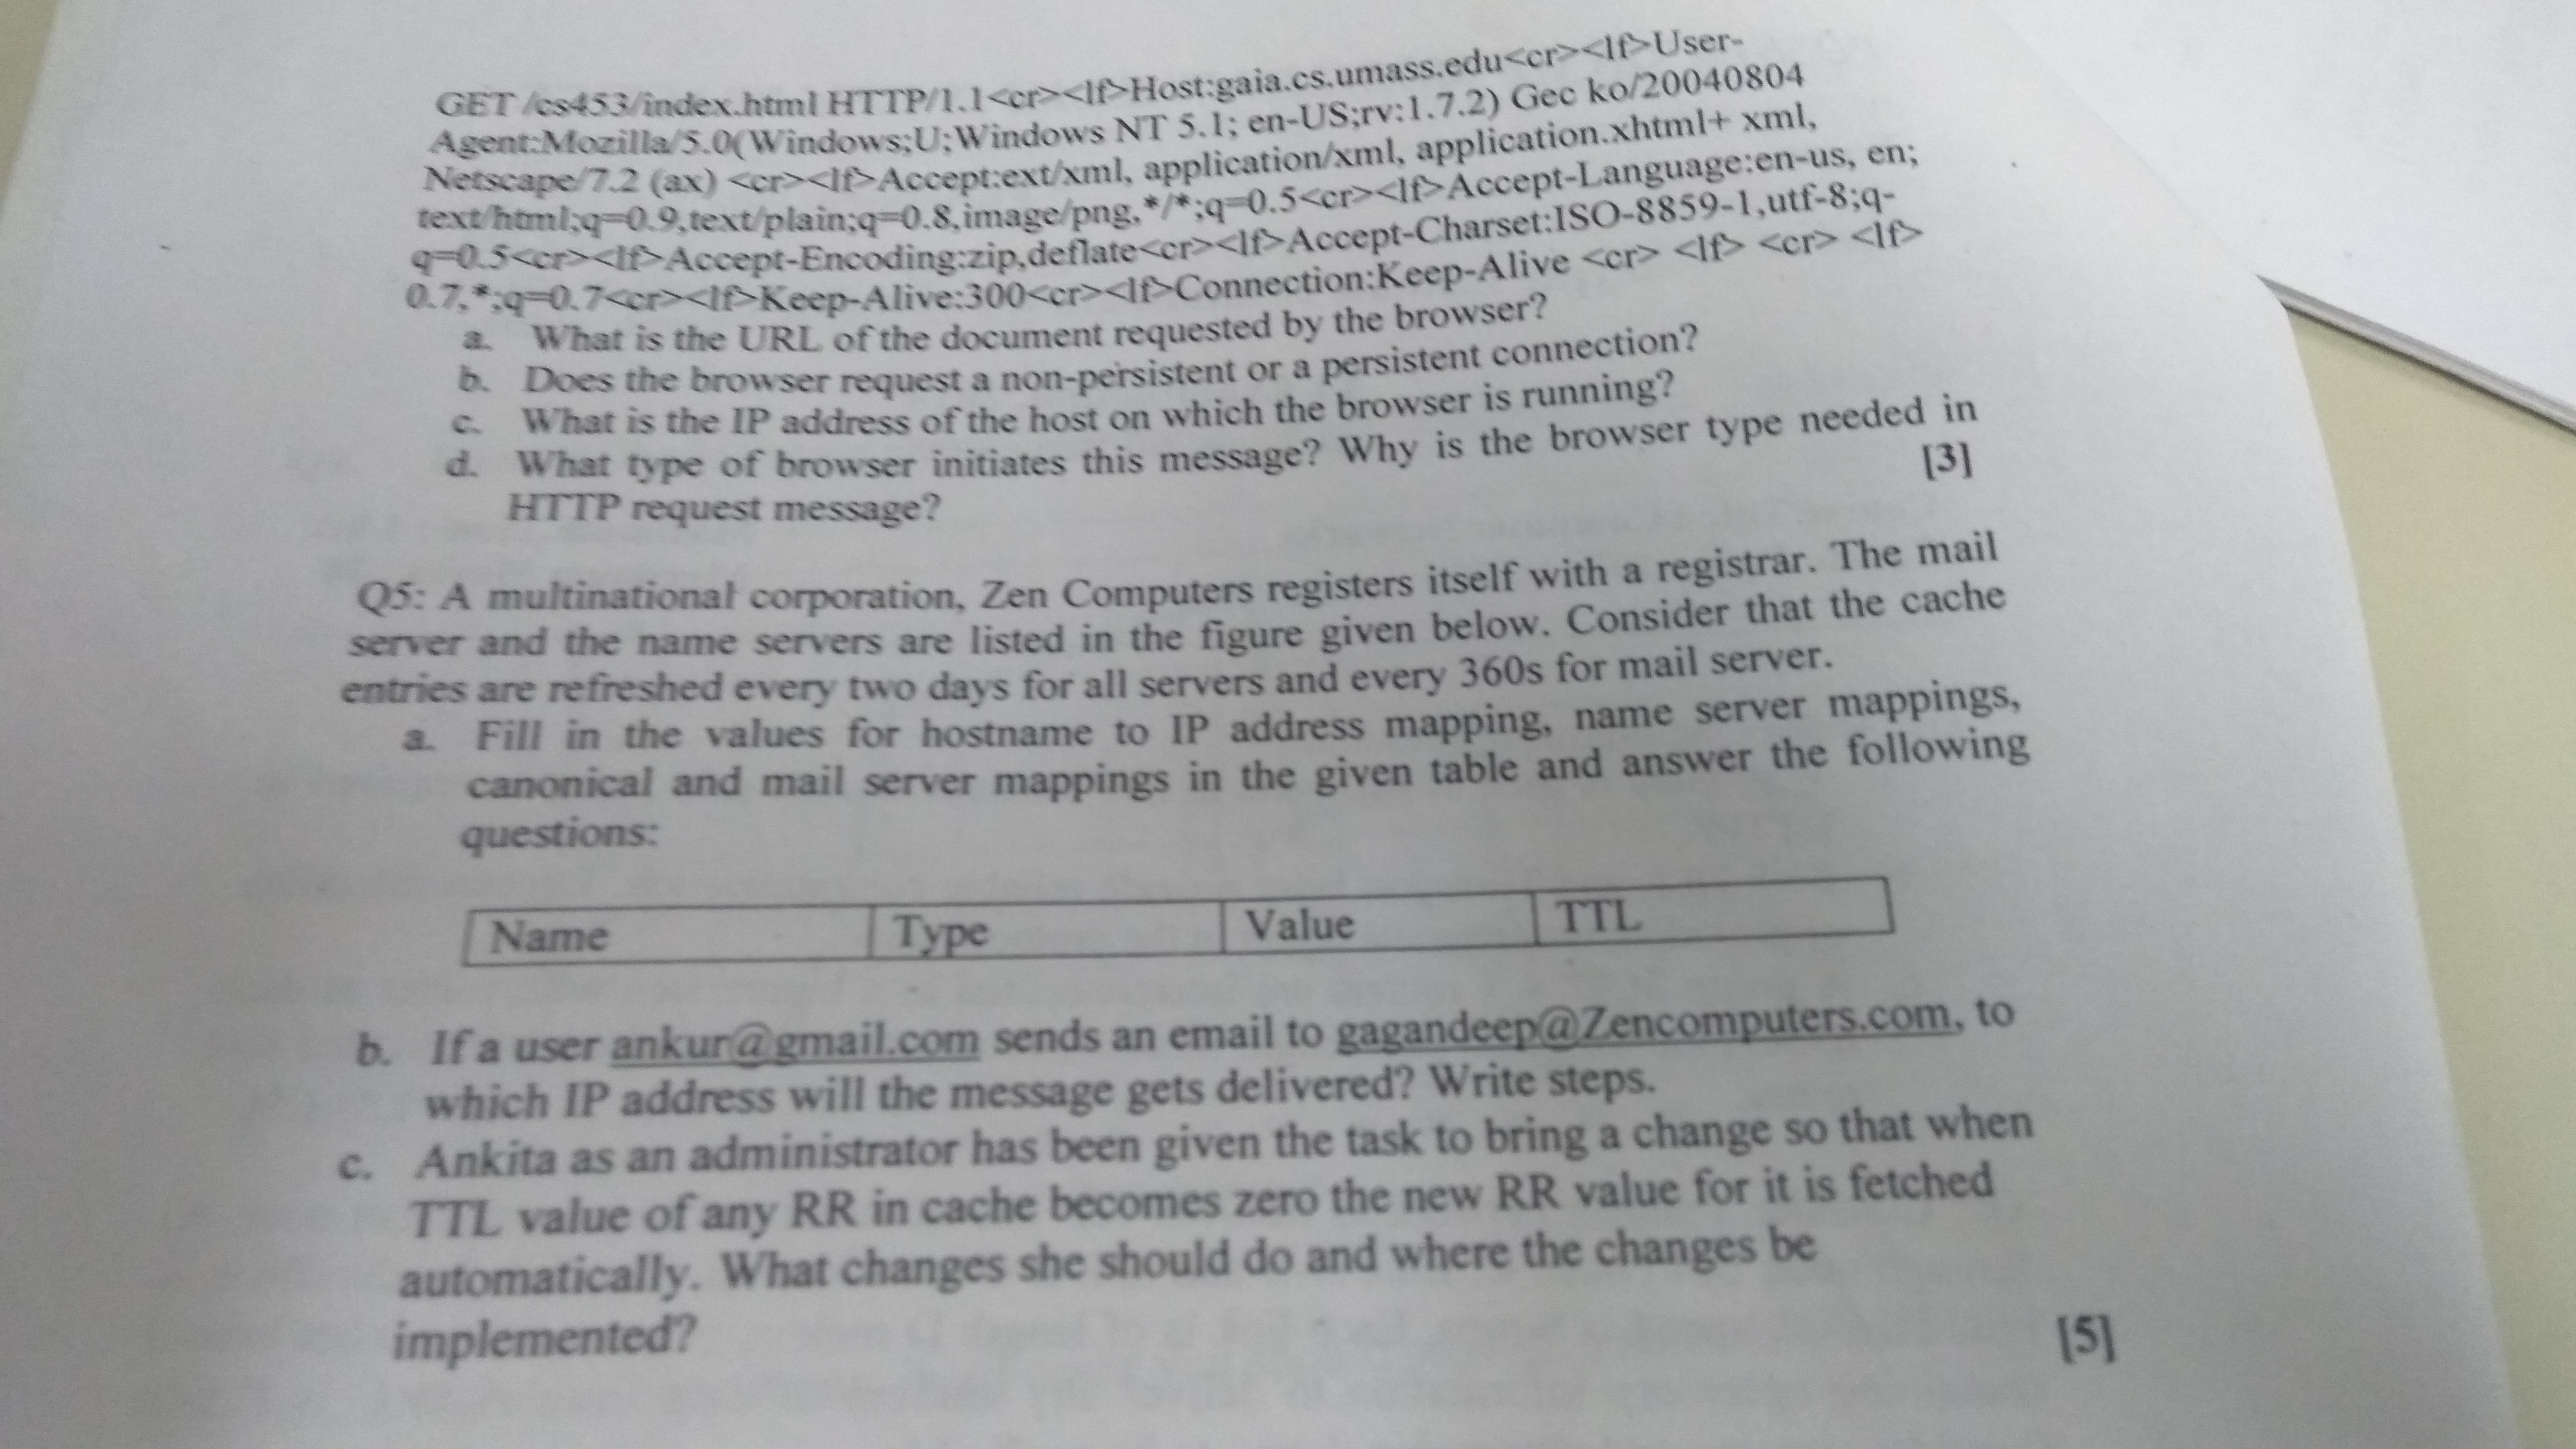 GET /cs453/index.html HTTP/1.1<cr><lf>Host:gaia.cs.umass.edu<cr><lf>User-
Agent:Mozilla/5.0(Windows;U;Windows NT 5.1; en-US;rv:1.7.2) Gec ko/20040804
Netscape/7.2 (ax) <cr><lf>Accept:ext/xml, application/xml, application.xhtml+ xml,
text/html;q=0.9,text/plain;q=0.8,image/png,*/*;q=0.5<cr><lf>Accept-Language:en-us, en;
q=0.5<cr><lf>Accept-Encoding:zip,deflate<cr><lf>Accept-Charset:ISO-8859-1,utf-8;q-
0.7,*;q=0.7<cr><lf>Keep-Alive:300<cr><lf>Connection:Keep-Alive <cr> <lf> <cr> <lf>
a. What is the URL of the document requested by the browser?
b. Does the browser request a non-persistent or a persistent connection?
c. What is the IP address of the host on which the browser is running?
d. What type of browser initiates this message? Why is the browser type needed in
HTTP request message? [3]
Q5: A multinational corporation, Zen Computers registers itself with a registrar. The mail
server and the name servers are listed in the figure given below. Consider that the cache
entries are refreshed every two days for all servers and every 360s for mail server.
a. Fill in the values for hostname to IP address mapping, name server mappings,
canonical and mail server mappings in the given table and answer the following
questions:
Name Type Value TTL
b. If a user ankur@gmail.com sends an email to gagandeep@Zencomputers.com, to
which IP address will the message gets delivered? Write steps.
c. Ankita as an administrator has been given the task to bring a change so that when
TTL value of any RR in cache becomes zero the new RR value for it is fetched
automatically. What changes she should do and where the changes be
implemented? [5]